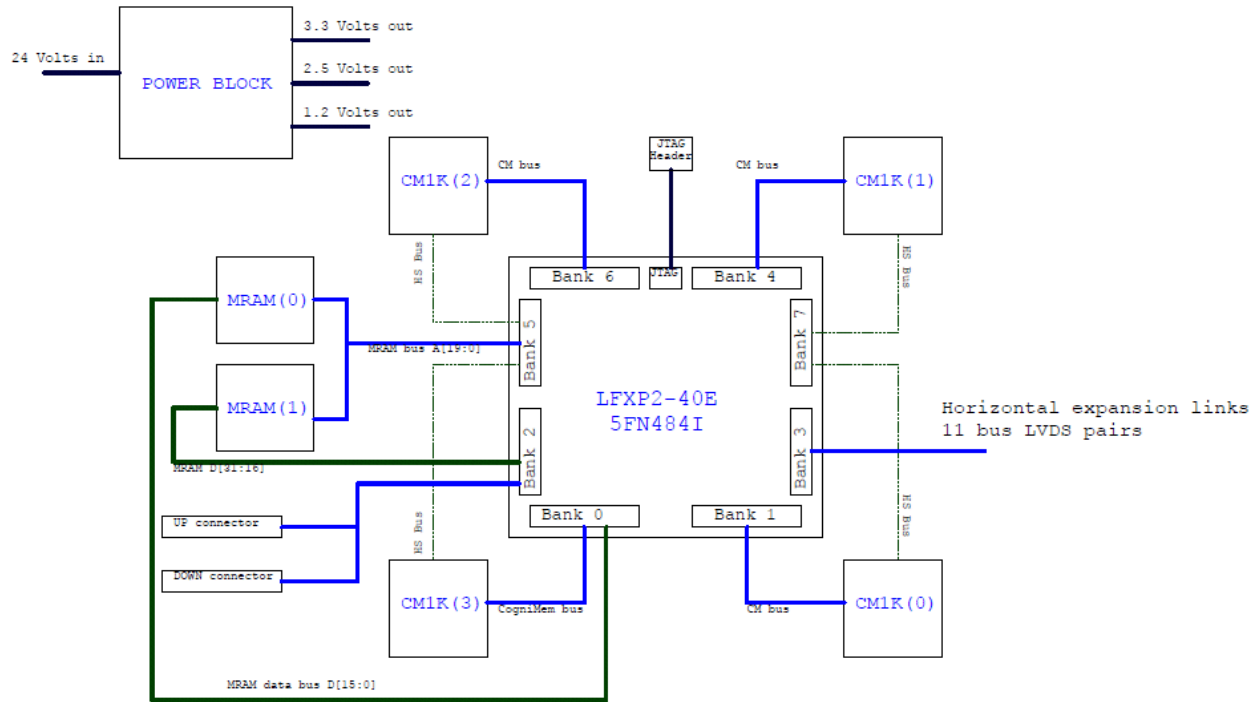 3.3 Volts out
24 Volts in
POWER BLOCK
2.5 Volts out
1.2 Volts out
CM1K(2)
CM bus
JTAG
Header
CM bus
CM1K(1)
HS Bus
HS Bus
Bank 6
JTAG
Bank 4
MRAM(0)
MRAM bus A[19:0]
Bank 5
Bank 7
MRAM(1)
LFXP2-40E
5FN484I
Horizontal expansion links
11 bus LVDS pairs
MRAM D[31:16]
Bank 2
Bank 3
UP connector
Bank 0
Bank 1
HS Bus
HS Bus
DOWN connector
CM1K(3)
CogniMem bus
CM bus
CM1K(0)
MRAM data bus D[15:0]